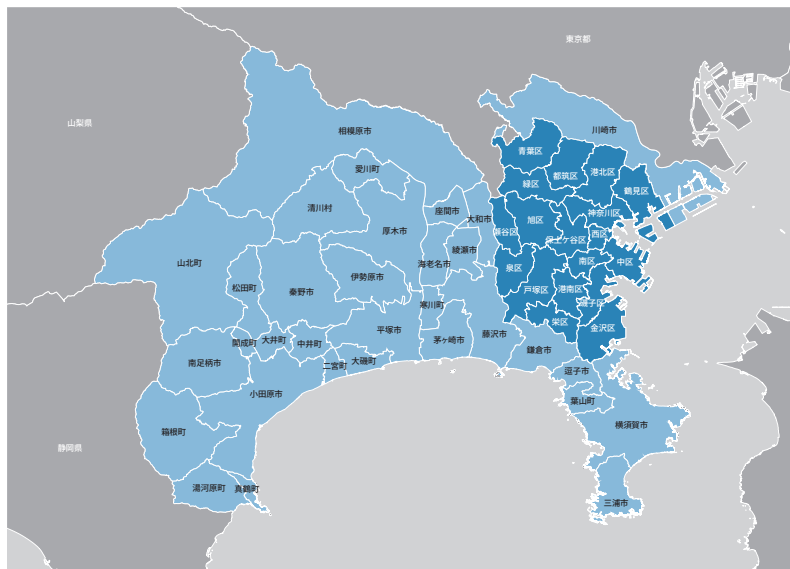 東京都
山梨県
相模原市
川崎市
青葉区
愛川町
都筑区
港北区
緑区
鶴見区
清川村
座間市
大和市
旭区
神奈川区
厚木市
瀬谷区
西区
保土ケ谷区
綾瀬市
山北町
海老名市
泉区
南区
中区
伊勢原市
松田町
秦野市
戸塚区
港南区
寒川町
栄区
金沢区
平塚市
藤沢市
開成町
大井町
中井町
茅ヶ崎市
鎌倉市
南足柄市
二宮町
大磯町
逗子市
小田原市
葉山町
箱根町
横須賀市
静岡県
湯河原町
真鶴町
三浦市